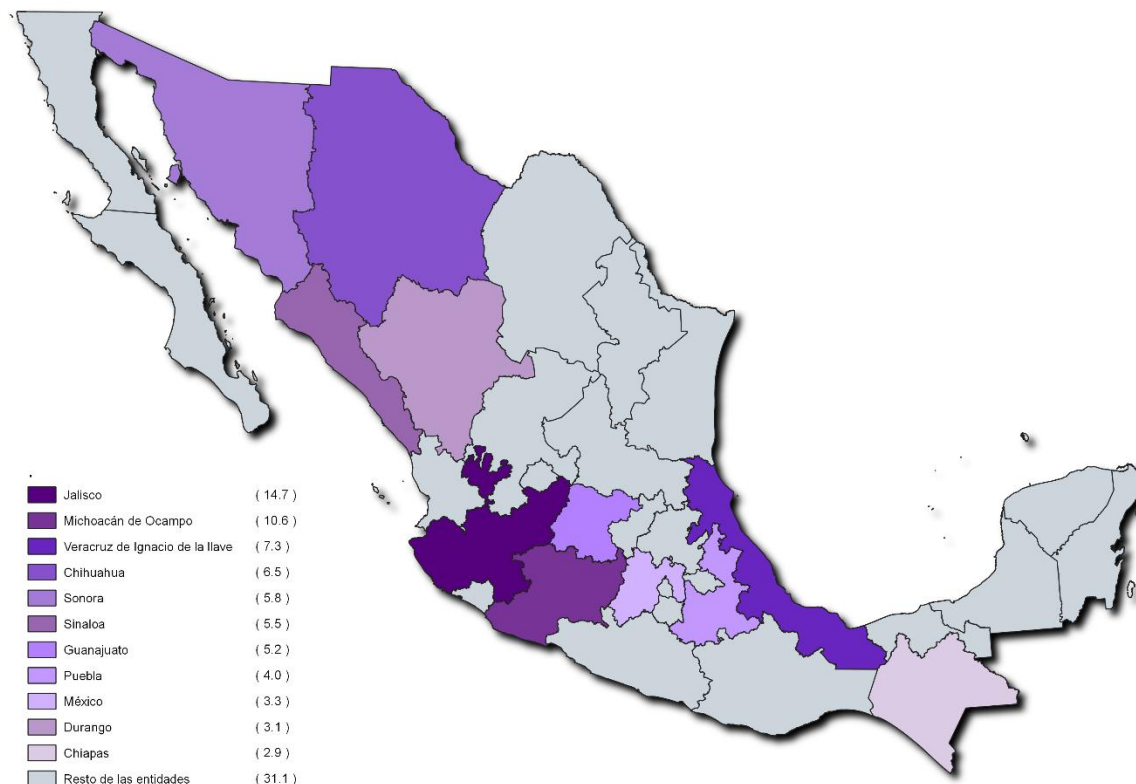 Jalisco ( 14.7 )
Michoacán de Ocampo ( 10.6 )
Veracruz de Ignacio de la llave ( 7.3 )
Chihuahua ( 6.5 )
Sonora ( 5.8 )
Sinaloa ( 5.5 )
Guanajuato ( 5.2 )
Puebla ( 4.0 )
México ( 3.3 )
Durango ( 3.1 )
Chiapas ( 2.9 )
Resto de las entidades ( 31.1 )